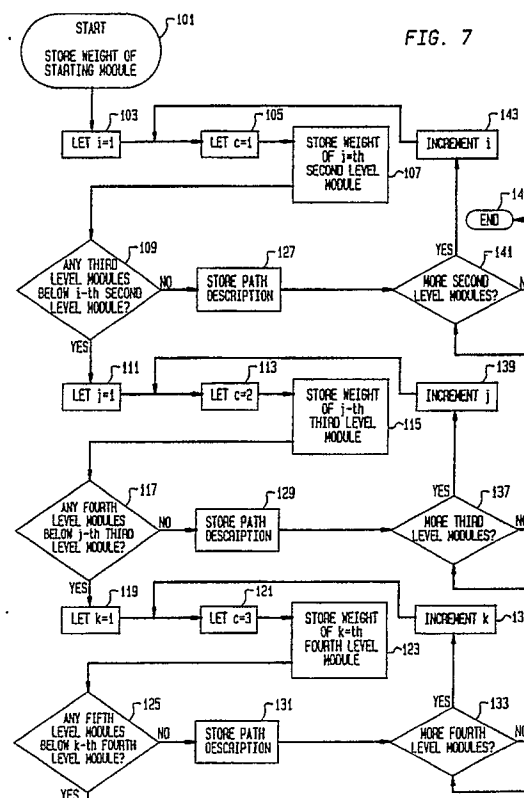 FIG. 7
START
STORE WEIGHT OF
STARTING MODULE
101
103
LET i=1
105
LET c=1
STORE WEIGHT
OF i=th
SECOND LEVEL
MODULE
107
143
INCREMENT i
END
109
ANY THIRD
LEVEL MODULES
BELOW i-th SECOND
LEVEL MODULE?
NO
YES
127
STORE PATH
DESCRIPTION
141
MORE SECOND
LEVEL MODULES?
YES
111
LET j=1
113
LET c=2
STORE WEIGHT
OF j-th
THIRD LEVEL
MODULE
115
139
INCREMENT j
117
ANY FOURTH
LEVEL MODULES
BELOW j-th THIRD
LEVEL MODULE?
NO
YES
129
STORE PATH
DESCRIPTION
137
MORE THIRD
LEVEL MODULES?
YES
NO
119
LET k=1
121
LET c=3
STORE WEIGHT
OF k=th
FOURTH LEVEL
MODULE
123
INCREMENT k
125
ANY FIFTH
LEVEL MODULES
BELOW k-th FOURTH
LEVEL MODULE?
NO
YES
131
STORE PATH
DESCRIPTION
133
MORE FOURTH
LEVEL MODULES?
YES
NO